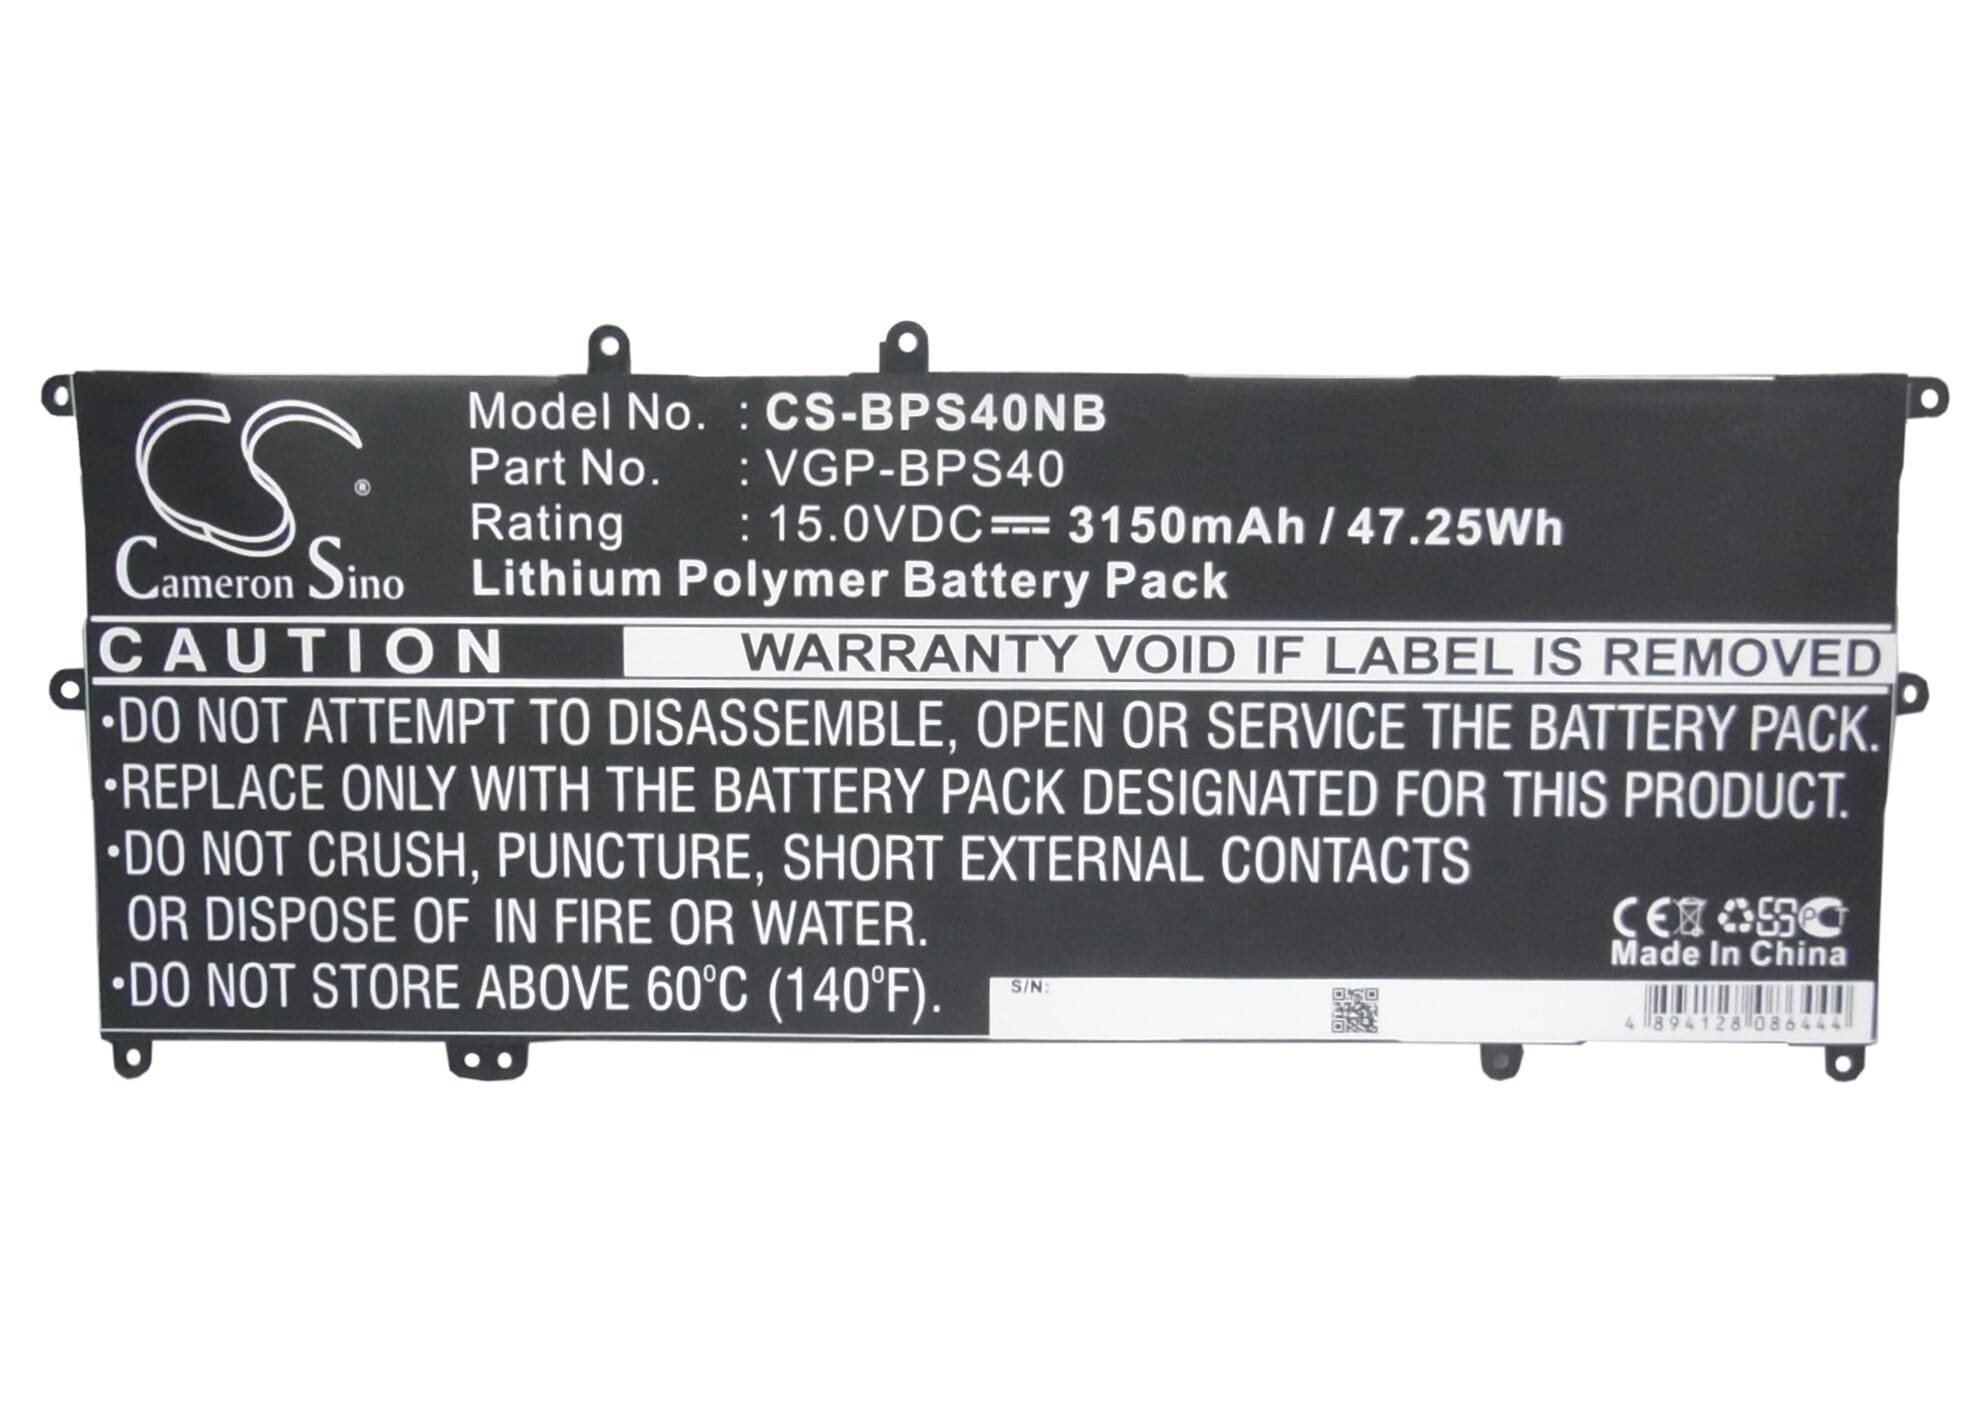 CS ®
Cameron Sino
Model No. : CS-BPS40NB
Part No. : VGP-BPS40
Rating : 15.0VDC 3150mAh / 47.25Wh
Lithium Polymer Battery Pack
CAUTION WARRANTY VOID IF LABEL IS REMOVED
•DO NOT ATTEMPT TO DISASSEMBLE, OPEN OR SERVICE THE BATTERY PACK.
•REPLACE ONLY WITH THE BATTERY PACK DESIGNATED FOR THIS PRODUCT.
•DO NOT CRUSH, PUNCTURE, SHORT EXTERNAL CONTACTS
OR DISPOSE OF IN FIRE OR WATER.
•DO NOT STORE ABOVE 60°C (140°F).
CE PCT
Made In China
S/N:
4 894128 086444